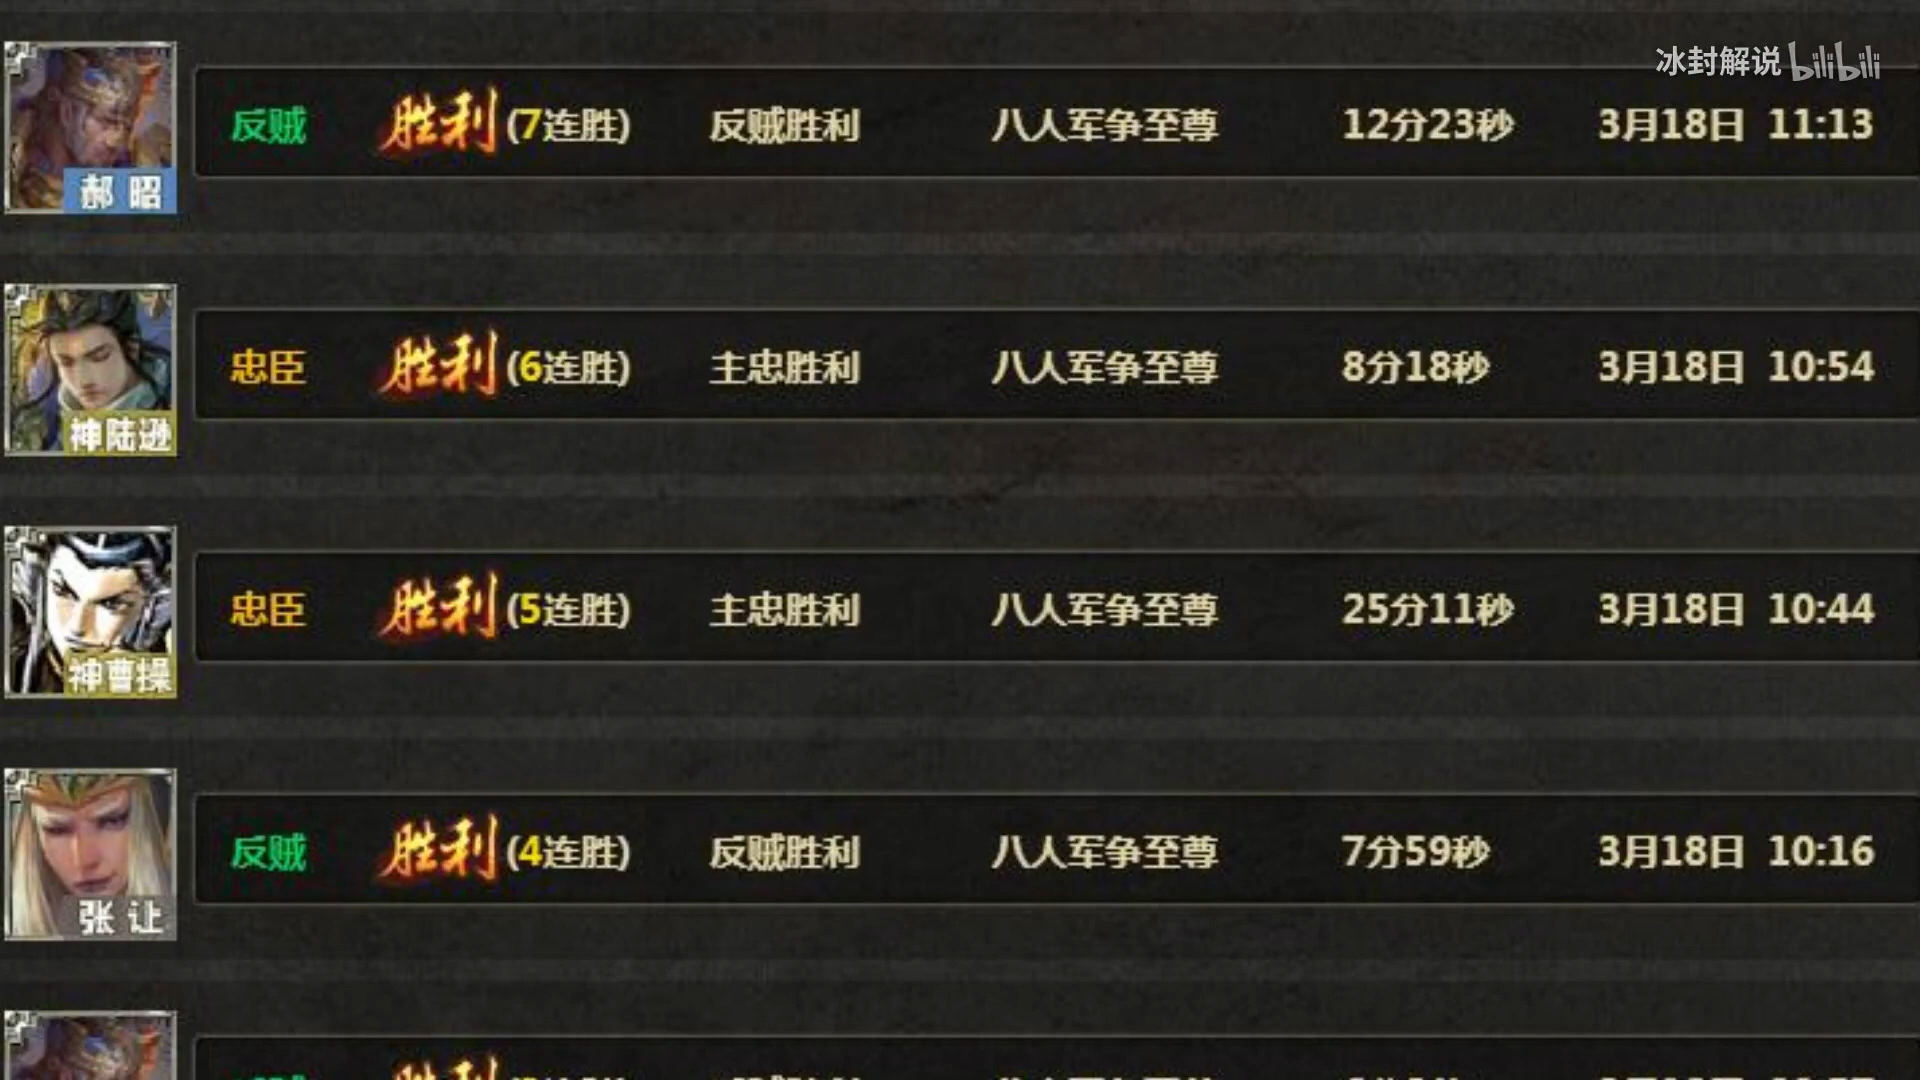 冰封解说 bilibili
反贼 胜利(7连胜) 反贼胜利 八人军争至尊 12分23秒 3月18日 11:13
郝昭
忠臣 胜利(6连胜) 主忠胜利 八人军争至尊 8分18秒 3月18日 10:54
神陆逊
忠臣 胜利(5连胜) 主忠胜利 八人军争至尊 25分11秒 3月18日 10:44
神曹操
反贼 胜利(4连胜) 反贼胜利 八人军争至尊 7分59秒 3月18日 10:16
张让